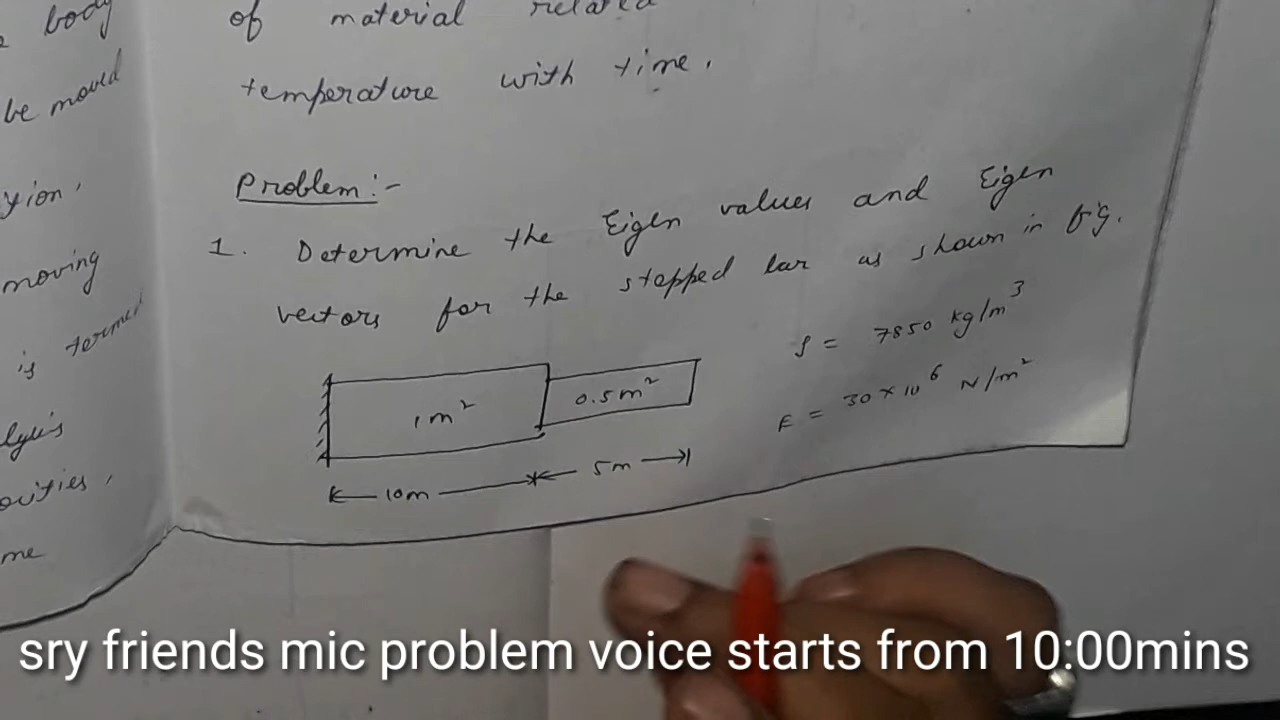 body
be moved
moving
is
me
of material related
temperature with time.
Problem:-
1. Determine the Eigen values and Eigen
vectors for the stepped bar as shown in fig.
ρ = 7850 kg/m³
E = 30×10⁶ N/m²
1m²
0.5m²
10m
5m
sry friends mic problem voice starts from 10:00mins